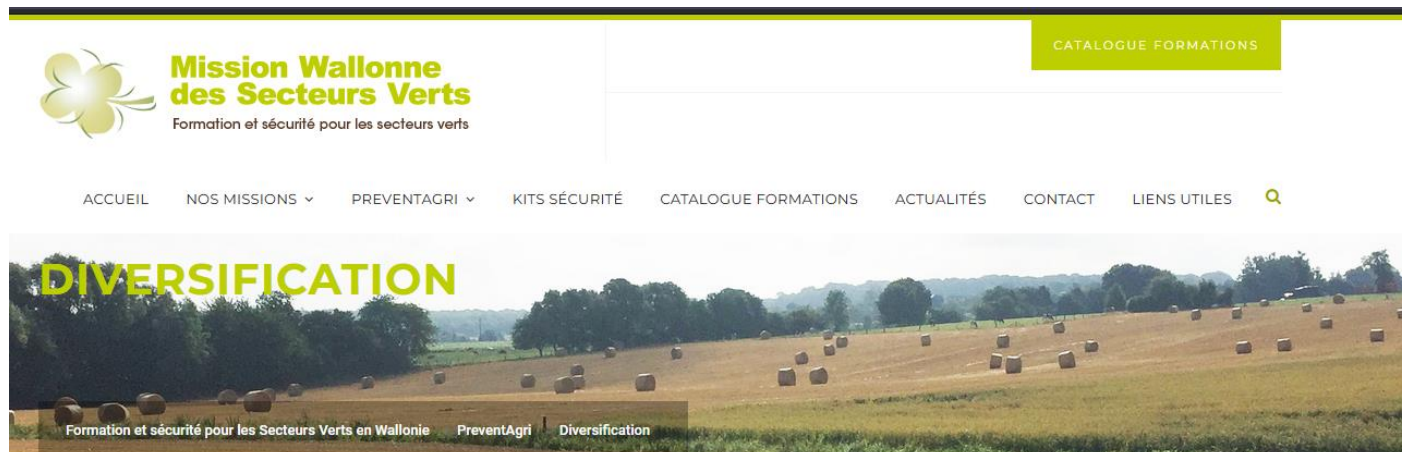 CATALOGUE FORMATIONS
Mission Wallonne
des Secteurs Verts
Formation et sécurité pour les secteurs verts
ACCUEIL NOS MISSIONS PREVENTAGRI KITS SÉCURITÉ CATALOGUE FORMATIONS ACTUALITÉS CONTACT LIENS UTILES
DIVERSIFICATION
Formation et sécurité pour les Secteurs Verts en Wallonie PreventAgri Diversification